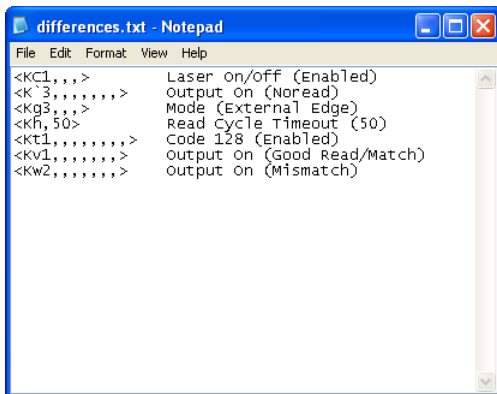 differences.txt - Notepad
File Edit Format View Help
<KC1,,,> Laser On/Off (Enabled)
<K`3,,,,,,,> Output On (Noread)
<Kg3,,,> Mode (External Edge)
<Kh,50> Read Cycle Timeout (50)
<Kt1,,,,,,,,> Code 128 (Enabled)
<Kv1,,,,,,,> Output On (Good Read/Match)
<Kw2,,,,,,,> Output On (Mismatch)